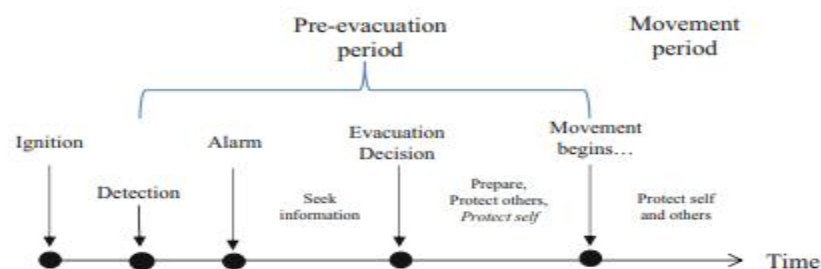 Pre-evacuation
period
Movement
period
Ignition
Detection
Alarm
Evacuation
Decision
Movement
begins…
Seek
information
Prepare,
Protect others,
Protect self
Protect self
and others
Time